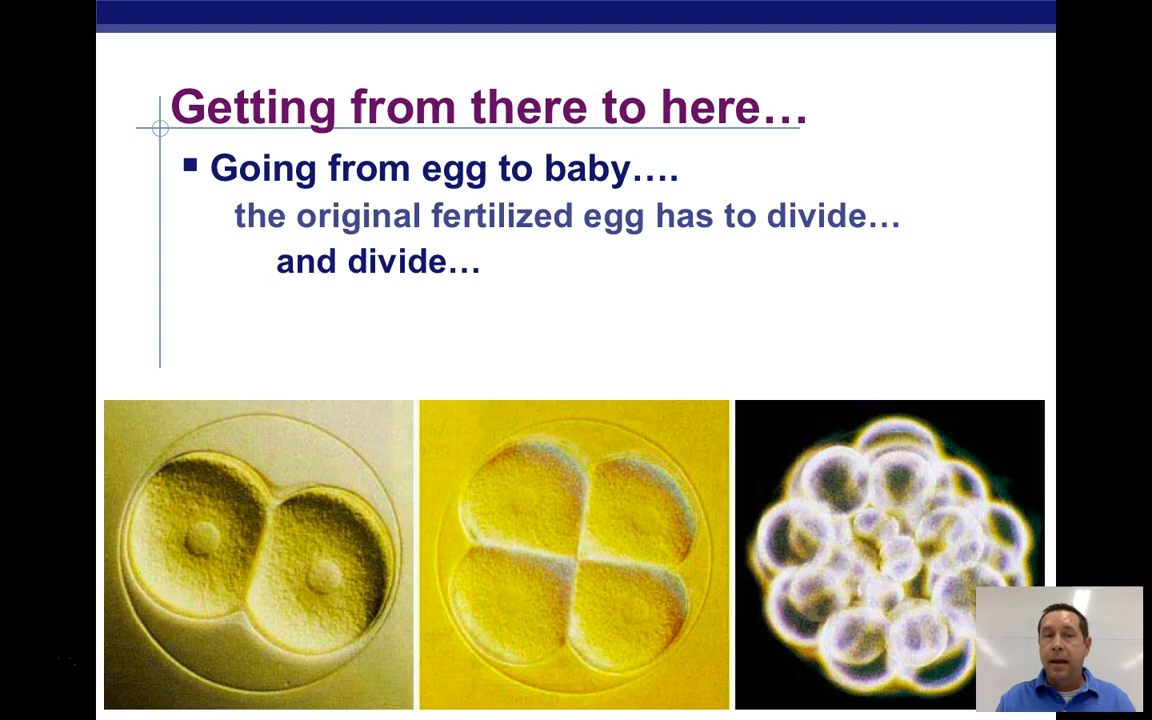 Getting from there to here…
Going from egg to baby….
the original fertilized egg has to divide…
and divide…